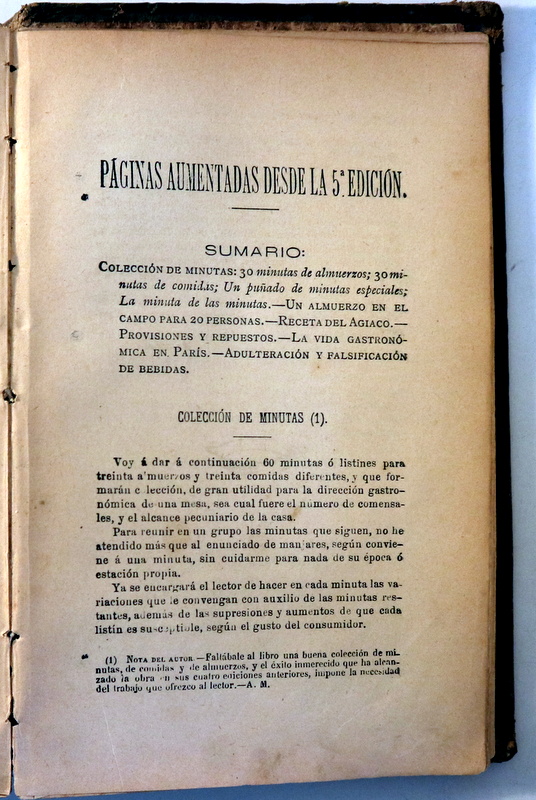 PÁGINAS AUMENTADAS DESDE LA 5ª EDICIÓN.
SUMARIO:
COLECCIÓN DE MINUTAS: 30 minutas de almuerzos; 30 mi-
nutas de comidas; Un puñado de minutas especiales;
La minuta de las minutas.—UN ALMUERZO EN EL
CAMPO PARA 20 PERSONAS.—RECETA DEL AGIACO.—
PROVISIONES Y REPUESTOS.—LA VIDA GASTRONÓ-
MICA EN PARÍS.—ADULTERACIÓN Y FALSIFICACIÓN
DE BEBIDAS.
COLECCIÓN DE MINUTAS (1).
Voy á dar á continuación 60 minutas ó listines para
treinta a'muerzos y treinta comidas diferentes, y que for-
marán colección, de gran utilidad para la dirección gastro-
nómica de una mesa, sea cual fuere el número de comensa-
les, y el alcance pecuniario de la casa.
Para reunir en un grupo las minutas que siguen, no he
atendido más que al enunciado de manjares, según convie-
ne á una minuta, sin cuidarme para nada de su época ó
estación propia.
Ya se encargará el lector de hacer en cada minuta las va-
riaciones que le convengan con auxilio de las minutas res-
tantes, además de las supresiones y aumentos de que cada
listín es susceptible, según el gusto del consumidor.
(1) NOTA DEL AUTOR.—Faltábale al libro una buena colección de mi-
nutas, de comidas y de almuerzos, y el éxito inmerecido que ha alcan-
zado la obra en sus cuatro ediciones anteriores, impone la necesidad
del trabajo que ofrezco al lector.—A. M.